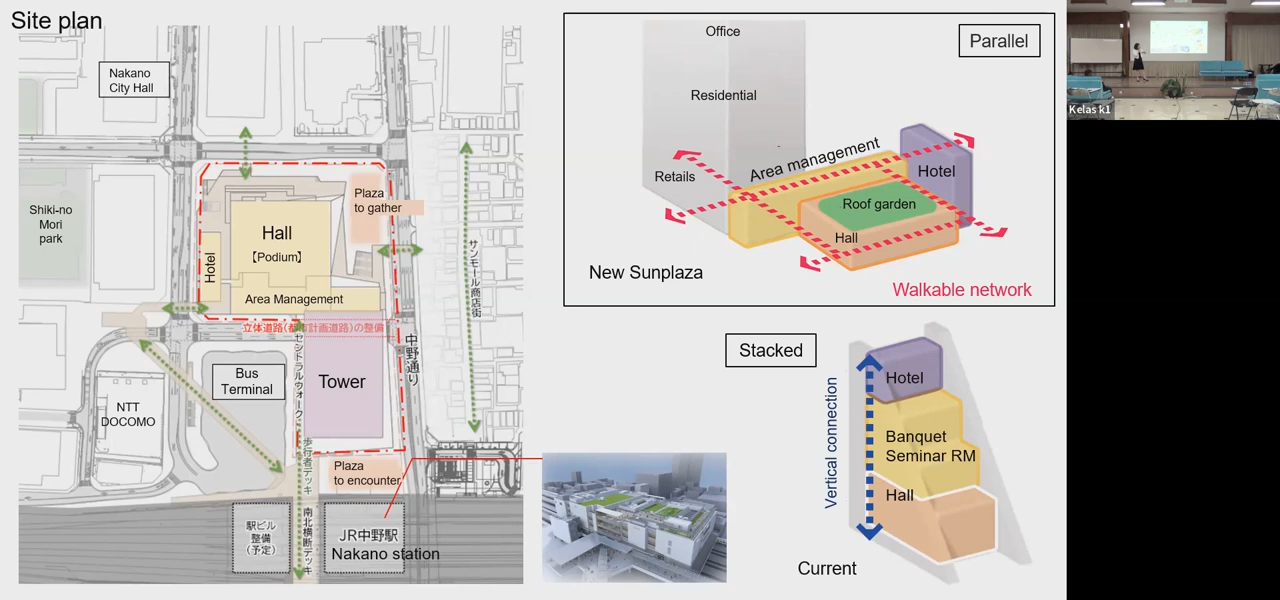 Site plan
Nakano
City Hall
Shiki-no
Mori
park
Plaza
to gather
Hall
【Podium】
Hotel
Area Management
立体道路(都市計画道路)の整備
サンモール商店街
中野通り
セントラルウォーク
Bus
Terminal
Tower
NTT
DOCOMO
歩行者デッキ
Plaza
to encounter
南北横断デッキ
駅ビル
整備
(予定)
JR中野駅
Nakano station
Parallel
Office
Residential
Area management
Retails
Hotel
Roof garden
Hall
New Sunplaza
Walkable network
Stacked
Vertical connection
Hotel
Banquet
Seminar RM
Hall
Current
Kelas k1